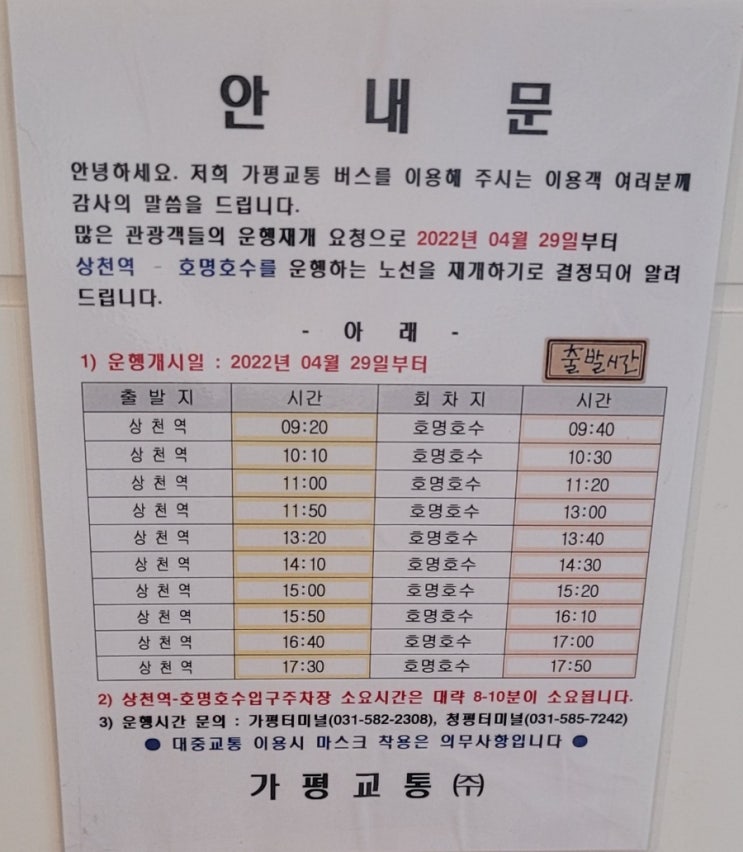 안 내 문
안녕하세요. 저희 가평교통 버스를 이용해 주시는 이용객 여러분께
감사의 말씀을 드립니다.
많은 관광객들의 운행재개 요청으로 2022년 04월 29일부터
상천역 - 호명호수를 운행하는 노선을 재개하기로 결정되어 알려
드립니다.
- 아 래 -
1) 운행개시일 : 2022년 04월 29일부터
출발시간
출 발 지 시간 회 차 지 시간
상 천 역 09:20 호명호수 09:40
상 천 역 10:10 호명호수 10:30
상 천 역 11:00 호명호수 11:20
상 천 역 11:50 호명호수 13:00
상 천 역 13:20 호명호수 13:40
상 천 역 14:10 호명호수 14:30
상 천 역 15:00 호명호수 15:20
상 천 역 15:50 호명호수 16:10
상 천 역 16:40 호명호수 17:00
상 천 역 17:30 호명호수 17:50
2) 상천역-호명호수입구주차장 소요시간은 대략 8-10분이 소요됩니다.
3) 운행시간 문의 : 가평터미널(031-582-2308), 청평터미널(031-585-7242)
● 대중교통 이용시 마스크 착용은 의무사항입니다 ●
가 평 교 통 ㈜